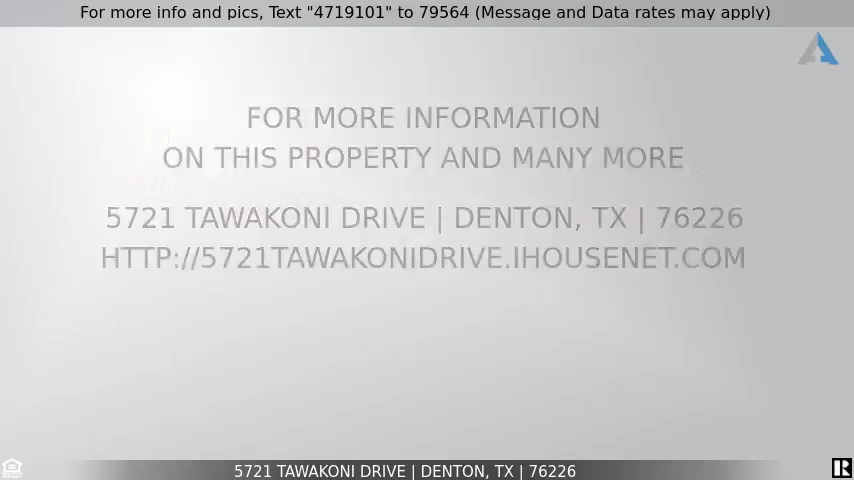 For more info and pics, Text "4719101" to 79564 (Message and Data rates may apply)
FOR MORE INFORMATION
ON THIS PROPERTY AND MANY MORE
5721 TAWAKONI DRIVE | DENTON, TX | 76226
HTTP://5721TAWAKONIDRIVE.IHOUSENET.COM
5721 TAWAKONI DRIVE | DENTON, TX | 76226